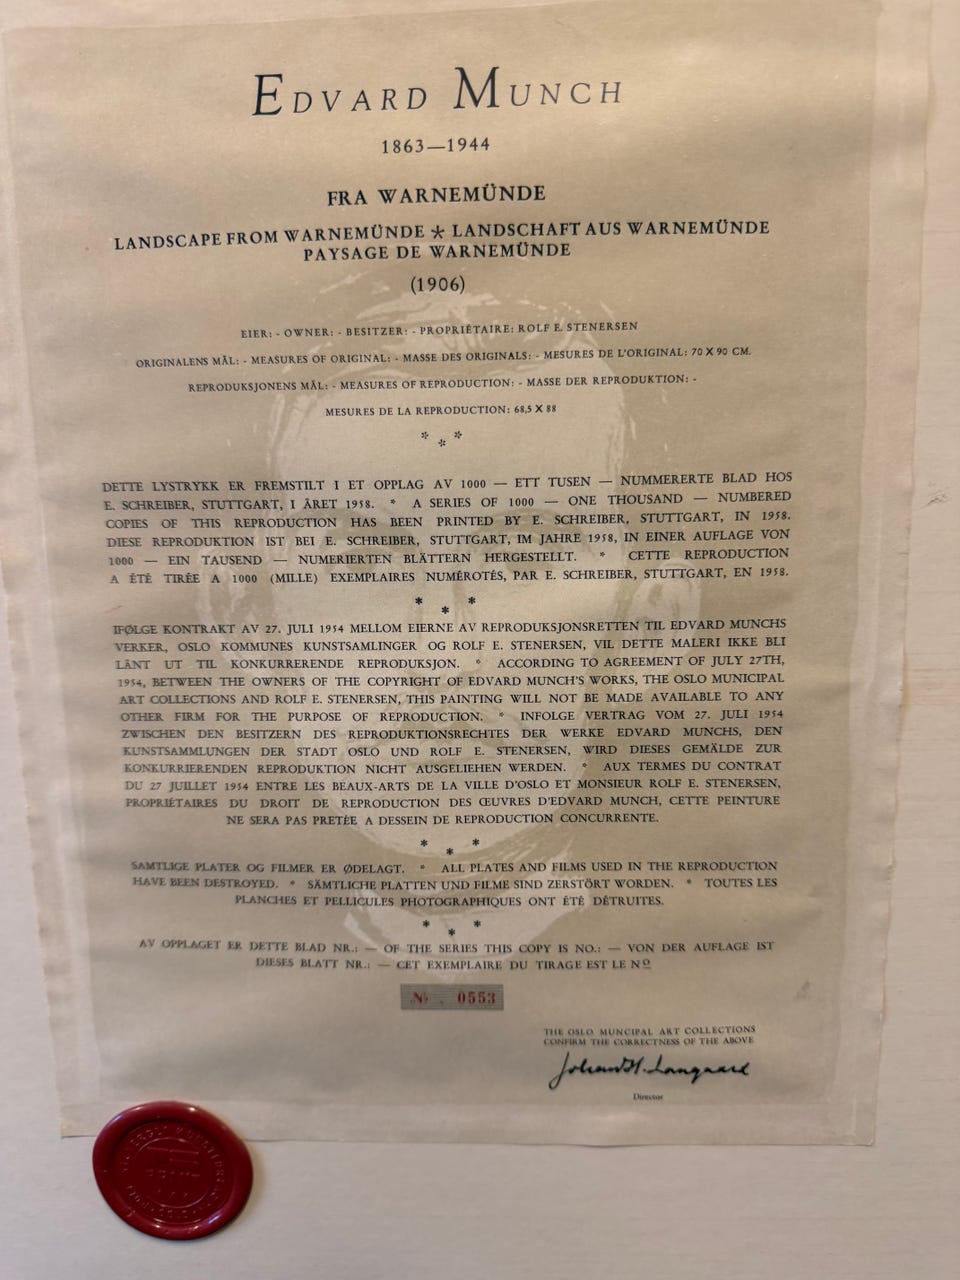 EDVARD MUNCH
1863—1944
FRA WARNEMÜNDE
LANDSCAPE FROM WARNEMÜNDE * LANDSCHAFT AUS WARNEMÜNDE
PAYSAGE DE WARNEMÜNDE
(1906)
EIER: - OWNER: - BESITZER: - PROPRIÉTAIRE: ROLF E. STENERSEN
ORIGINALENS MÅL: - MEASURES OF ORIGINAL: - MASSE DES ORIGINALS: - MESURES DE L'ORIGINAL: 70 X 90 CM.
REPRODUKSJONENS MÅL: - MEASURES OF REPRODUCTION: - MASSE DER REPRODUKTION: -
MESURES DE LA REPRODUCTION: 68,5 X 88
* * *
DETTE LYSTRYKK ER FREMSTILT I ET OPPLAG AV 1000 — ETT TUSEN — NUMMERERTE BLAD HOS
E. SCHREIBER, STUTTGART, I ÅRET 1958. * A SERIES OF 1000 — ONE THOUSAND — NUMBERED
COPIES OF THIS REPRODUCTION HAS BEEN PRINTED BY E. SCHREIBER, STUTTGART, IN 1958.
DIESE REPRODUKTION IST BEI E. SCHREIBER, STUTTGART, IM JAHRE 1958, IN EINER AUFLAGE VON
1000 — EIN TAUSEND — NUMERIERTEN BLÄTTERN HERGESTELLT. * CETTE REPRODUCTION
A ÉTÉ TIRÉE A 1000 (MILLE) EXEMPLAIRES NUMÉROTÉS, PAR E. SCHREIBER, STUTTGART, EN 1958.
* * *
IFØLGE KONTRAKT AV 27. JULI 1954 MELLOM EIERNE AV REPRODUKSJONSRETTEN TIL EDVARD MUNCHS
VERKER, OSLO KOMMUNES KUNSTSAMLINGER OG ROLF E. STENERSEN, VIL DETTE MALERI IKKE BLI
LÅNT UT TIL KONKURRERENDE REPRODUKSJON. * ACCORDING TO AGREEMENT OF JULY 27TH,
1954, BETWEEN THE OWNERS OF THE COPYRIGHT OF EDVARD MUNCH'S WORKS, THE OSLO MUNICIPAL
ART COLLECTIONS AND ROLF E. STENERSEN, THIS PAINTING WILL NOT BE MADE AVAILABLE TO ANY
OTHER FIRM FOR THE PURPOSE OF REPRODUCTION. * INFOLGE VERTRAG VOM 27. JULI 1954
ZWISCHEN DEN BESITZERN DES REPRODUKTIONSRECHTES DER WERKE EDVARD MUNCHS, DEN
KUNSTSAMMLUNGEN DER STADT OSLO UND ROLF E. STENERSEN, WIRD DIESES GEMÄLDE ZUR
KONKURRIERENDEN REPRODUKTION NICHT AUSGELIEHEN WERDEN. * AUX TERMES DU CONTRAT
DU 27 JUILLET 1954 ENTRE LES BEAUX-ARTS DE LA VILLE D'OSLO ET MONSIEUR ROLF E. STENERSEN,
PROPRIÉTAIRES DU DROIT DE REPRODUCTION DES ŒUVRES D'EDVARD MUNCH, CETTE PEINTURE
NE SERA PAS PRETÉE A DESSEIN DE REPRODUCTION CONCURRENTE.
* * *
SAMTLIGE PLATER OG FILMER ER ØDELAGT. * ALL PLATES AND FILMS USED IN THE REPRODUCTION
HAVE BEEN DESTROYED. * SÄMTLICHE PLATTEN UND FILME SIND ZERSTÖRT WORDEN. * TOUTES LES
PLANCHES ET PELLICULES PHOTOGRAPHIQUES ONT ÉTÉ DÉTRUITES.
* * *
AV OPPLAGET ER DETTE BLAD NR.: — OF THE SERIES THIS COPY IS NO.: — VON DER AUFLAGE IST
DIESES BLATT NR.: — CET EXEMPLAIRE DU TIRAGE EST LE Nº
Nº 0553
THE OSLO MUNCIPAL ART COLLECTIONS
CONFIRM THE CORRECTNESS OF THE ABOVE
Johan H. Langaard
Director